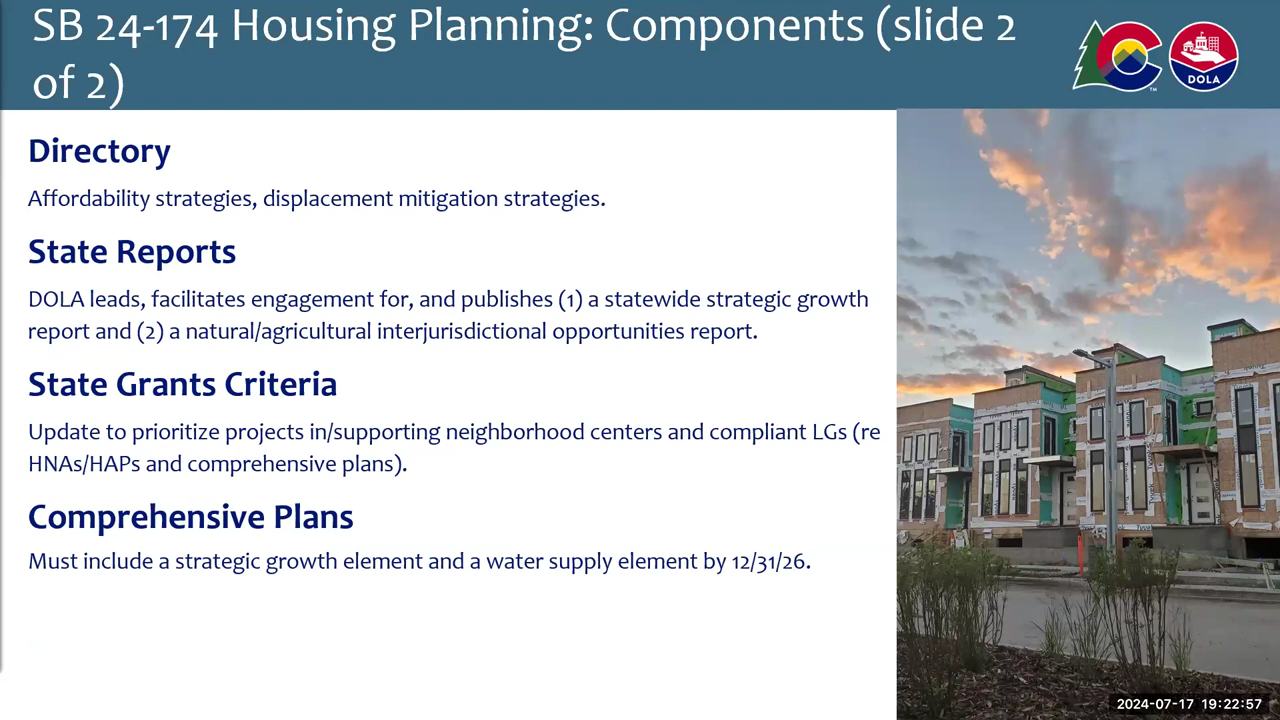 SB 24-174 Housing Planning: Components (slide 2
of 2)
TM
DOLA
Directory
Affordability strategies, displacement mitigation strategies.
State Reports
DOLA leads, facilitates engagement for, and publishes (1) a statewide strategic growth
report and (2) a natural/agricultural interjurisdictional opportunities report.
State Grants Criteria
Update to prioritize projects in/supporting neighborhood centers and compliant LGs (re
HNAs/HAPs and comprehensive plans).
Comprehensive Plans
Must include a strategic growth element and a water supply element by 12/31/26.
2024-07-17 19:22:57